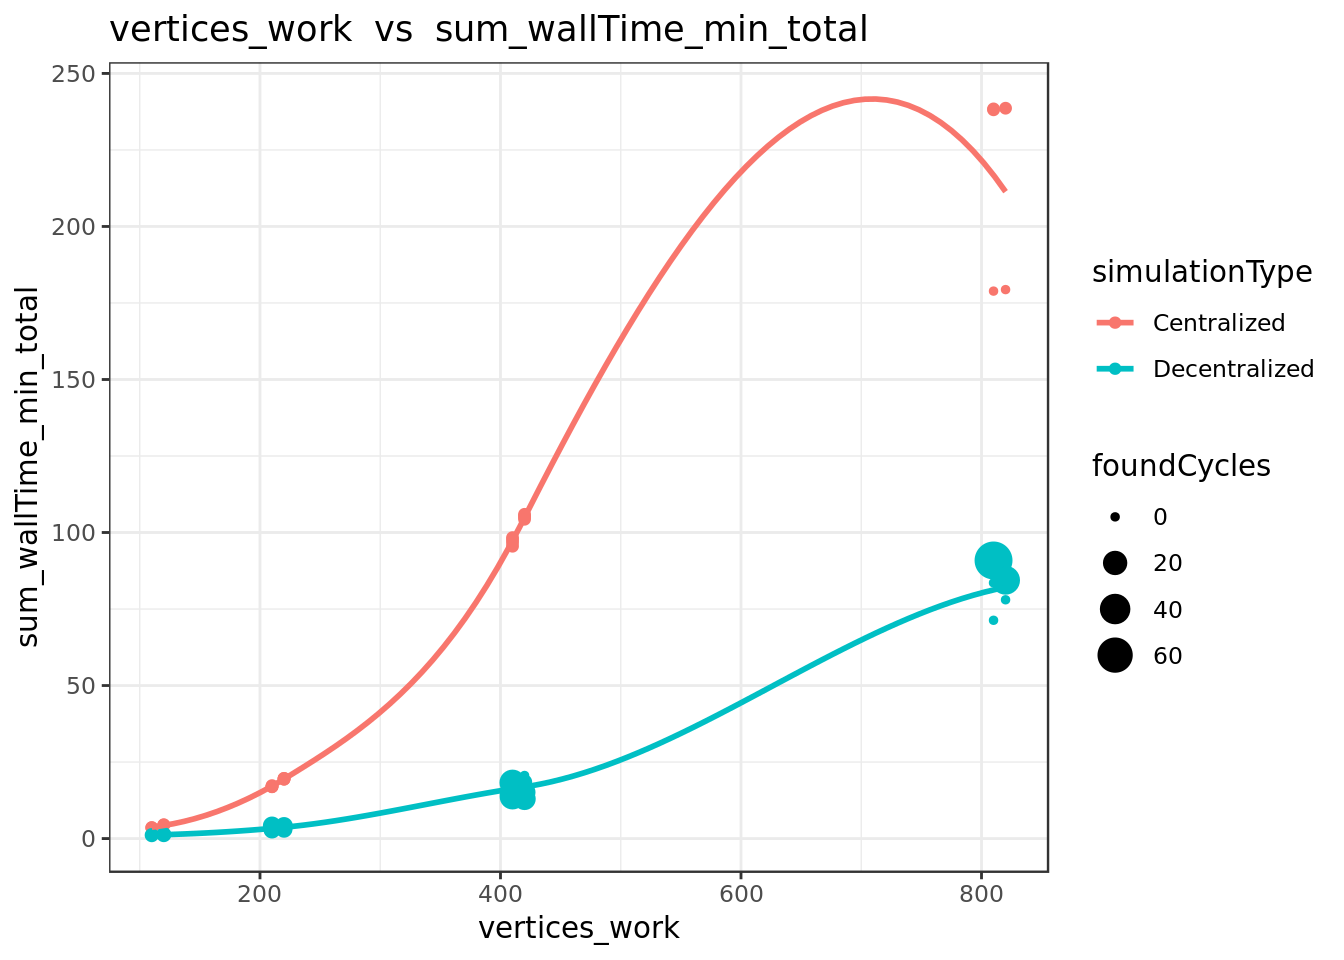 vertices_work  vs  sum_wallTime_min_total
250
200
150
100
50
0
sum_wallTime_min_total
200
400
600
800
vertices_work
simulationType
Centralized
Decentralized
foundCycles
0
20
40
60